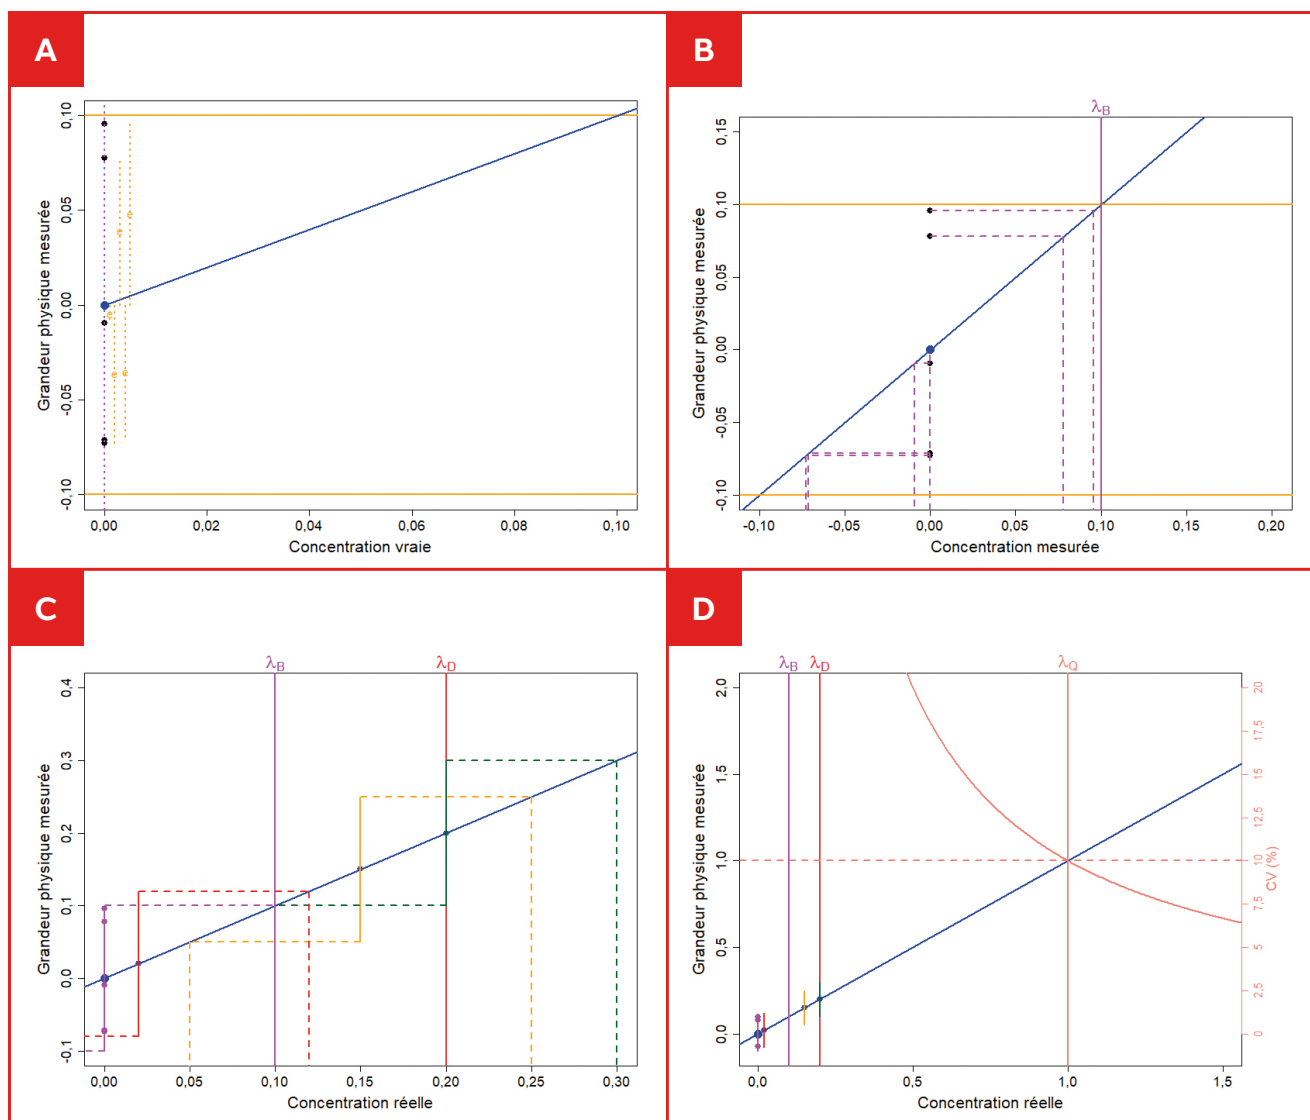 A
Grandeur physique mesurée
0,10
0,05
0,00
-0,05
-0,10
0,00 0,02 0,04 0,06 0,08 0,10
Concentration vraie
B
λB
Grandeur physique mesurée
0,15
0,10
0,05
0,00
-0,05
-0,10
-0,10 -0,05 0,00 0,05 0,10 0,15 0,20
Concentration mesurée
C
λB λD
Grandeur physique mesurée
0,4
0,3
0,2
0,1
0,0
-0,1
0,00 0,05 0,10 0,15 0,20 0,25 0,30
Concentration réelle
D
λB λD λQ
Grandeur physique mesurée
2,0
1,5
1,0
0,5
0,0
20
17,5
15
12,5
10
7,5
5
2,5
0
CV (%)
0,0 0,5 1,0 1,5
Concentration réelle